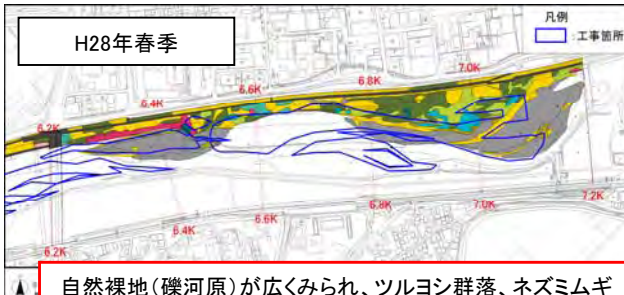 H28年春季
凡例
:工事箇所
6.2K
6.4K
6.6K
6.8K
7.0K
6.2K
6.4K
6.6K
6.8K
7.0K
7.2K
自然裸地(礫河原)が広くみられ、ツルヨシ群落、ネズミムギ